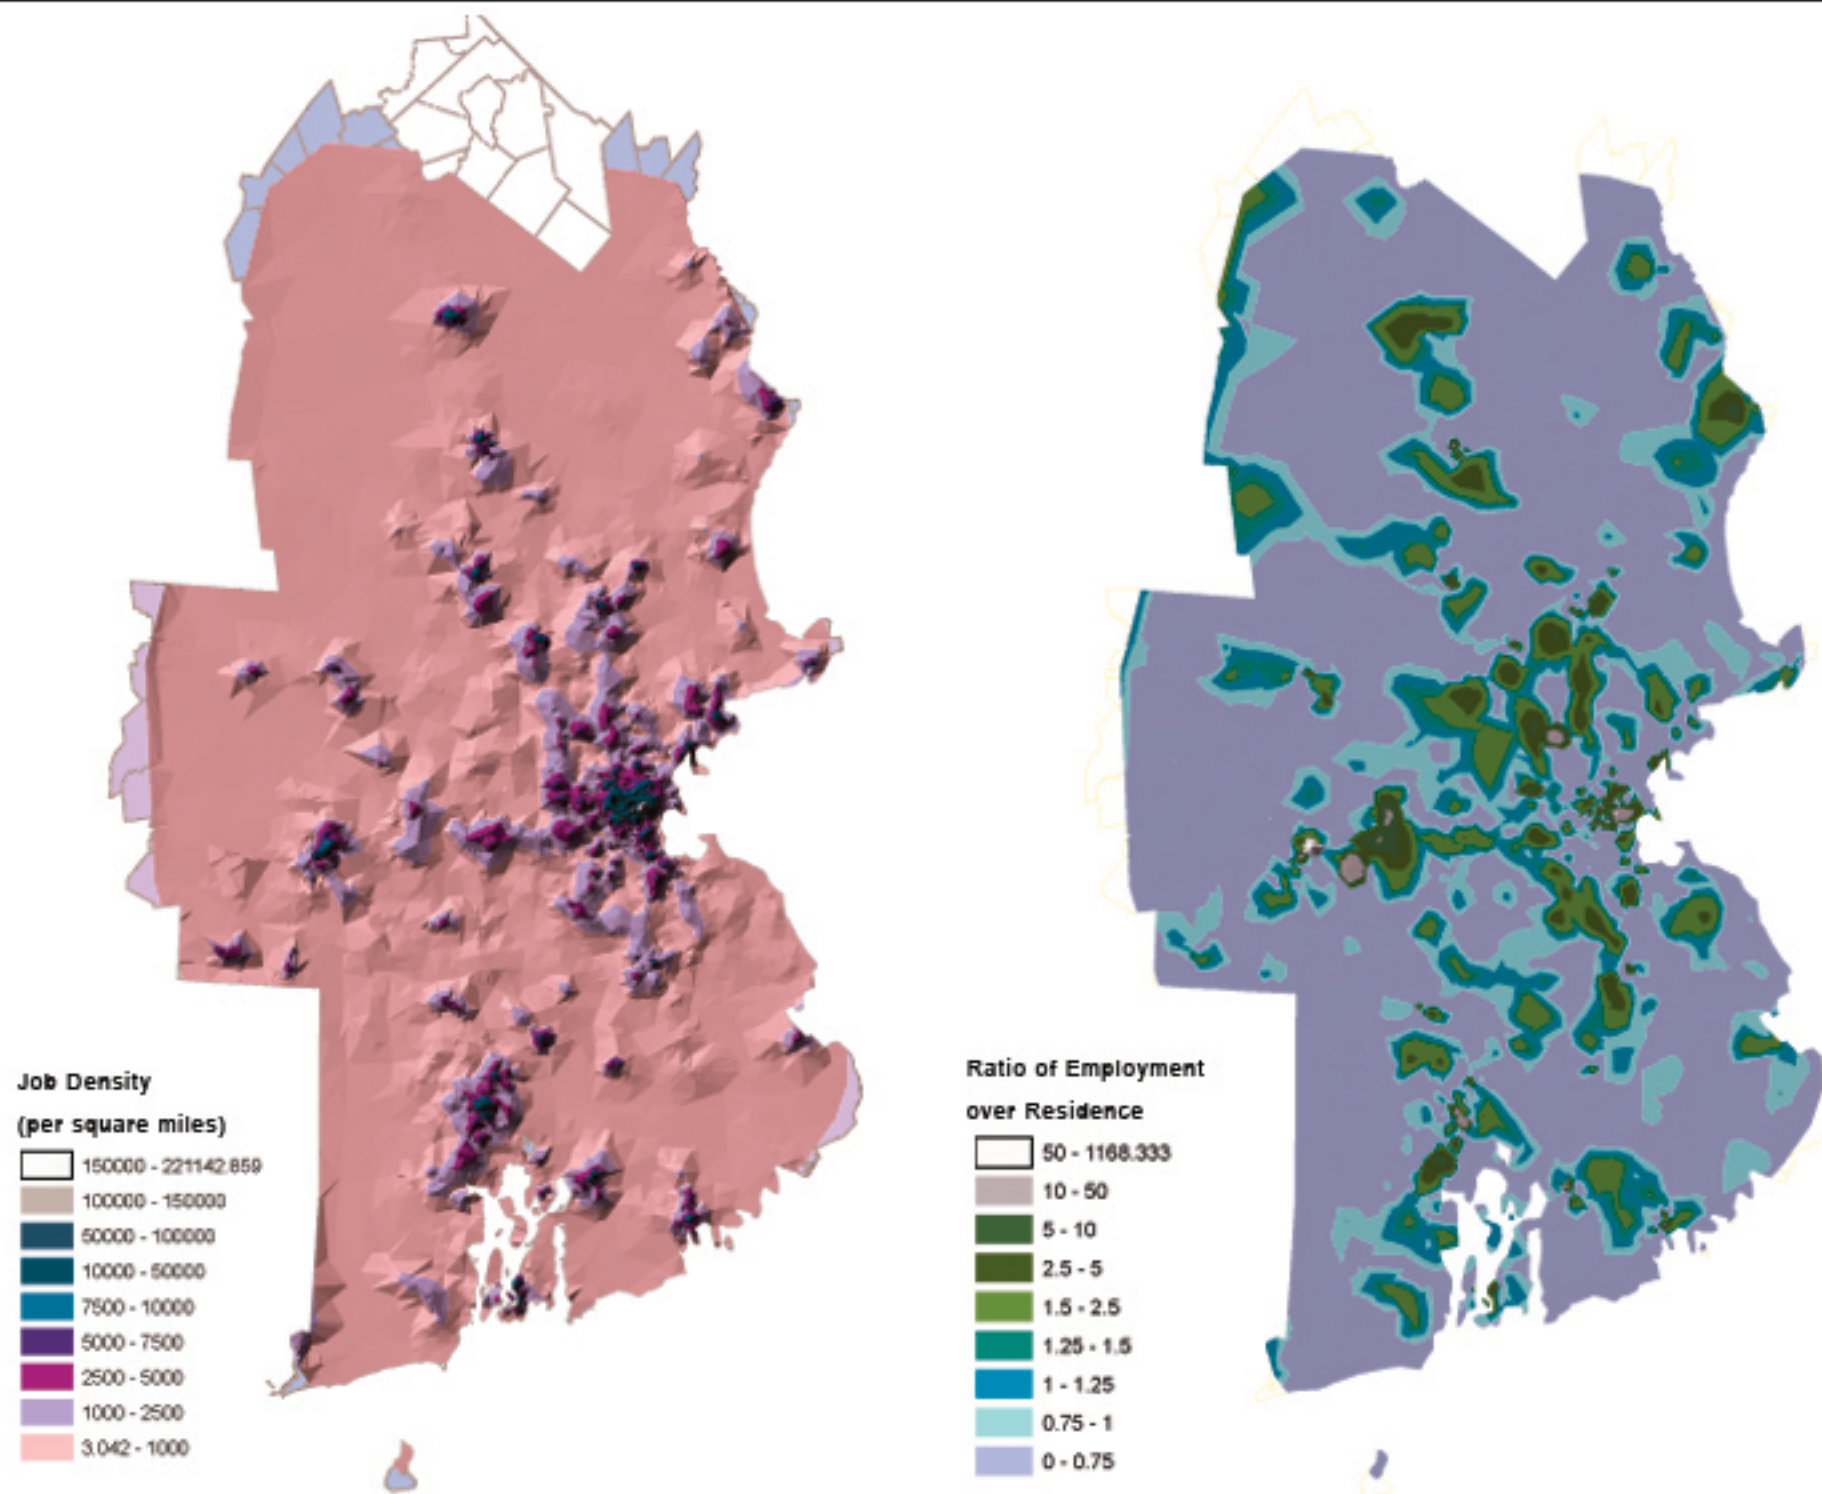 Job Density
(per square miles)
150000 - 221142.859
100000 - 150000
50000 - 100000
10000 - 50000
7500 - 10000
5000 - 7500
2500 - 5000
1000 - 2500
3.042 - 1000
Ratio of Employment
over Residence
50 - 1168.333
10 - 50
5 - 10
2.5 - 5
1.5 - 2.5
1.25 - 1.5
1 - 1.25
0.75 - 1
0 - 0.75